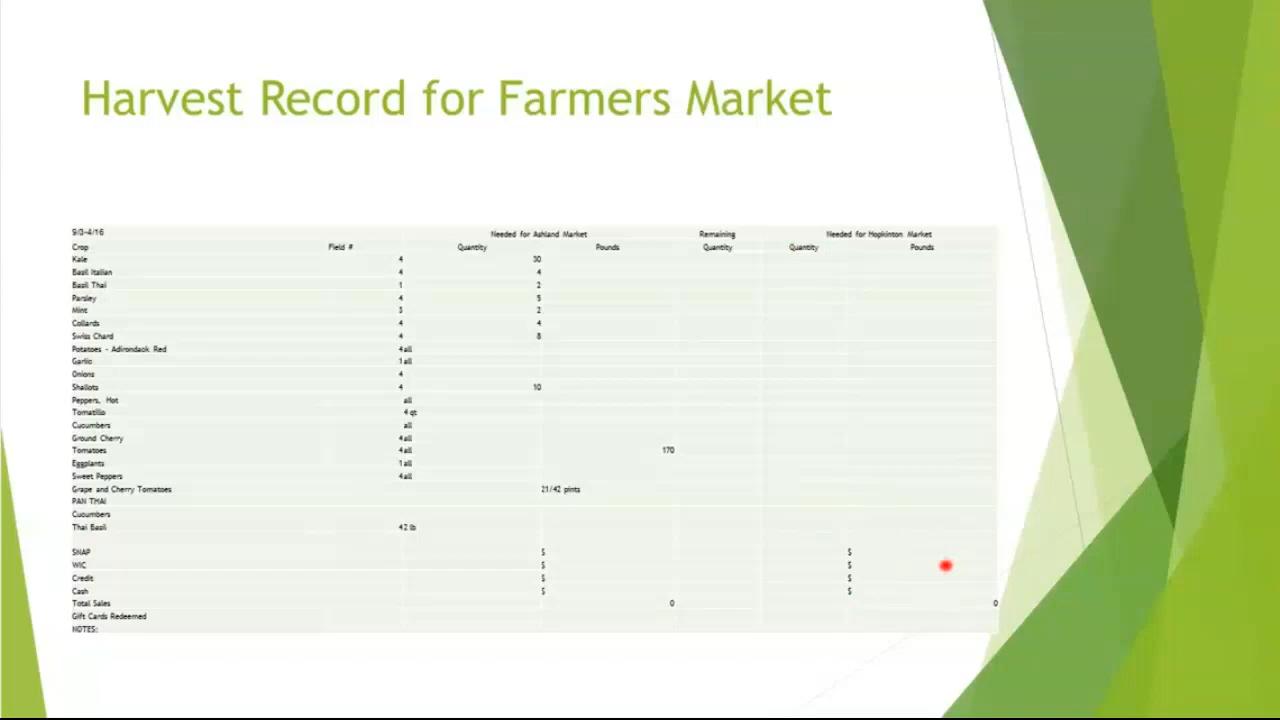 Harvest Record for Farmers Market
9/3-4/16 Needed for Ashland Market Remaining Needed for Hopkinton Market
Crop Field # Quantity Pounds Quantity Quantity Pounds
Kale 4 30
Basil Italian 4 4
Basil Thai 1 2
Parsley 4 5
Mint 3 2
Collards 4 4
Swiss Chard 4 8
Potatoes - Adirondack Red 4 all
Garlic 1 all
Onions 4
Shallots 4 10
Peppers, Hot all
Tomatillo 4 qt
Cucumbers all
Ground Cherry 4 all
Tomatoes 4 all 170
Eggplants 1 all
Sweet Peppers 4 all
Grape and Cherry Tomatoes 21/42 pints
PAN THAI
Cucumbers
Thai Basil 42 lb
SNAP $ $
WIC $ $
Credit $ $
Cash $ $
Total Sales 0 0
Gift Cards Redeemed
NOTES: